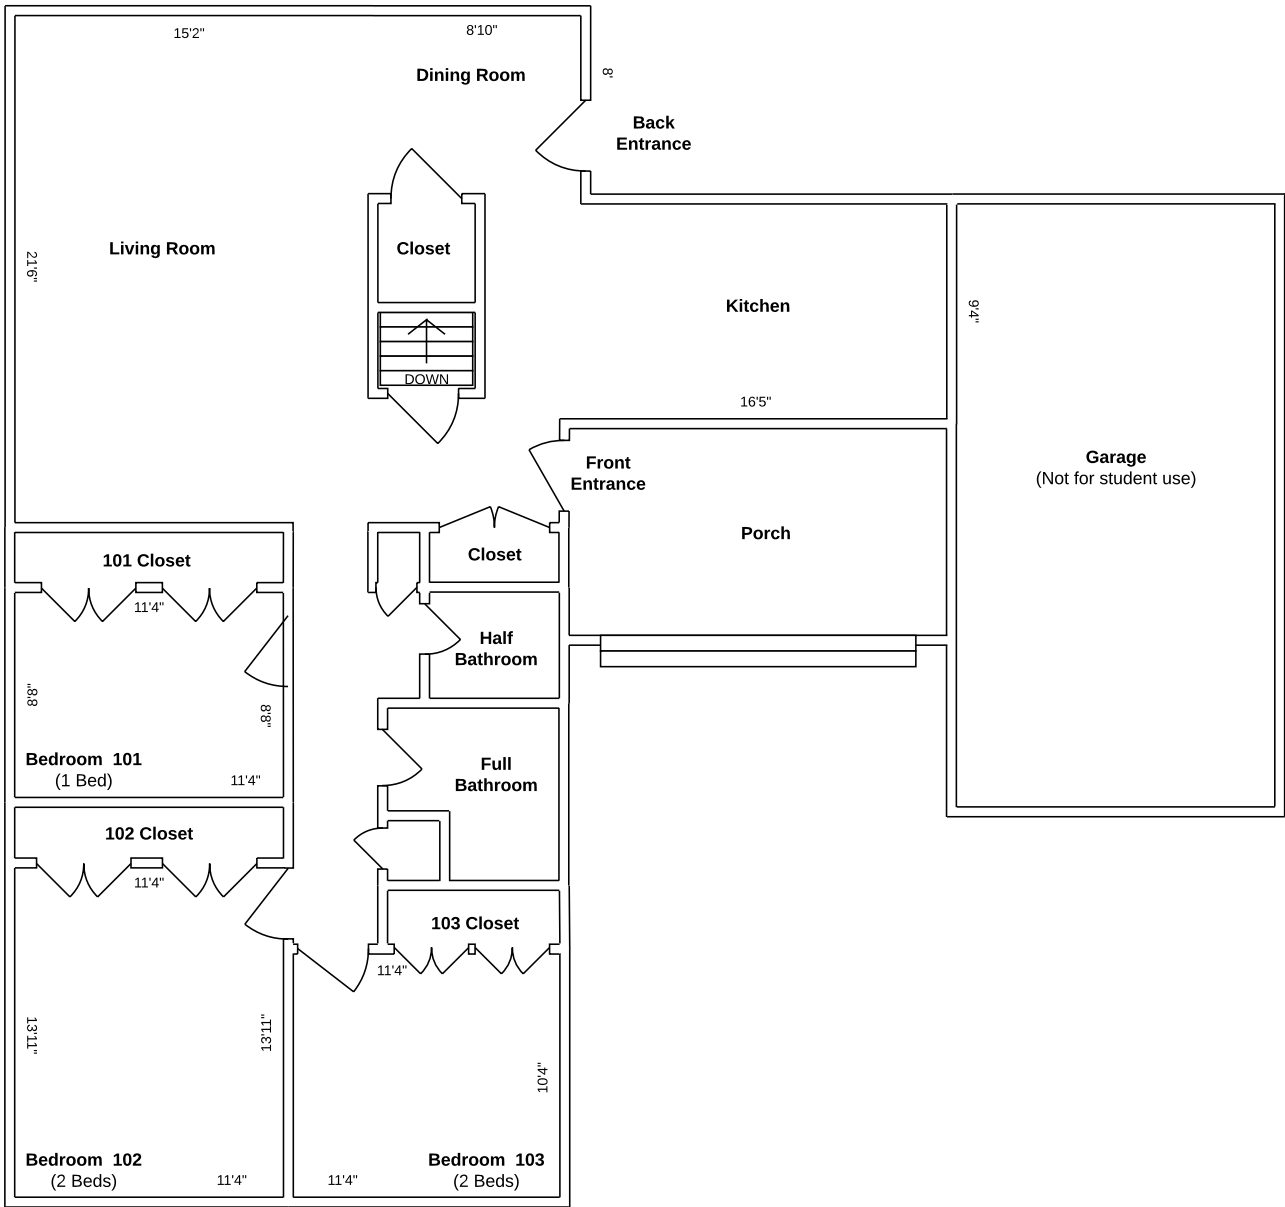 15'2"
8'10"
Dining Room
8'
Back
Entrance
Living Room
Closet
21'6"
Kitchen
9'4"
DOWN
16'5"
Front
Entrance
Garage
(Not for student use)
Porch
Closet
101 Closet
11'4"
Half
Bathroom
8'8"
8'8"
Bedroom 101
(1 Bed)
11'4"
Full
Bathroom
102 Closet
11'4"
103 Closet
11'4"
13'11"
13'11"
10'4"
Bedroom 102
(2 Beds)
11'4"
11'4"
Bedroom 103
(2 Beds)